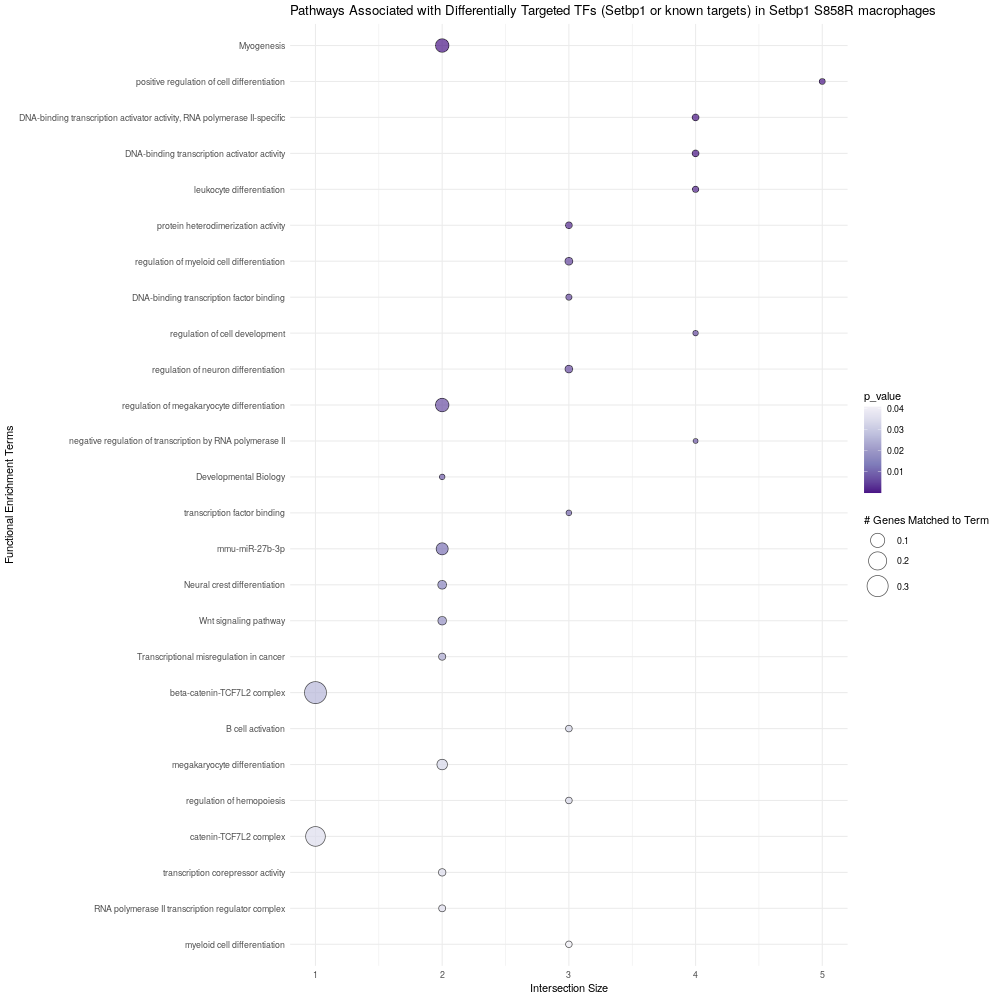 Pathways Associated with Differentially Targeted TFs (Setbp1 or known targets) in Setbp1 S858R macrophages
Functional Enrichment Terms
Myogenesis
positive regulation of cell differentiation
DNA-binding transcription activator activity, RNA polymerase II-specific
DNA-binding transcription activator activity
leukocyte differentiation
protein heterodimerization activity
regulation of myeloid cell differentiation
DNA-binding transcription factor binding
regulation of cell development
regulation of neuron differentiation
regulation of megakaryocyte differentiation
negative regulation of transcription by RNA polymerase II
Developmental Biology
transcription factor binding
mmu-miR-27b-3p
Neural crest differentiation
Wnt signaling pathway
Transcriptional misregulation in cancer
beta-catenin-TCF7L2 complex
B cell activation
megakaryocyte differentiation
regulation of hemopoiesis
catenin-TCF7L2 complex
transcription corepressor activity
RNA polymerase II transcription regulator complex
myeloid cell differentiation
1 2 3 4 5
Intersection Size
p_value
0.04
0.03
0.02
0.01
# Genes Matched to Term
0.1
0.2
0.3